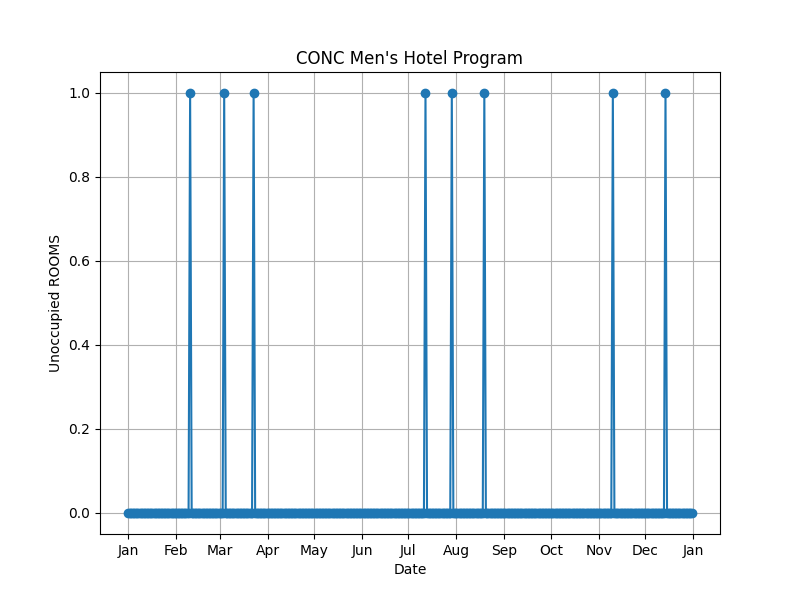 CONC Men's Hotel Program
1.0
0.8
0.6
0.4
0.2
0.0
Unoccupied ROOMS
Jan Feb Mar Apr May Jun Jul Aug Sep Oct Nov Dec Jan
Date